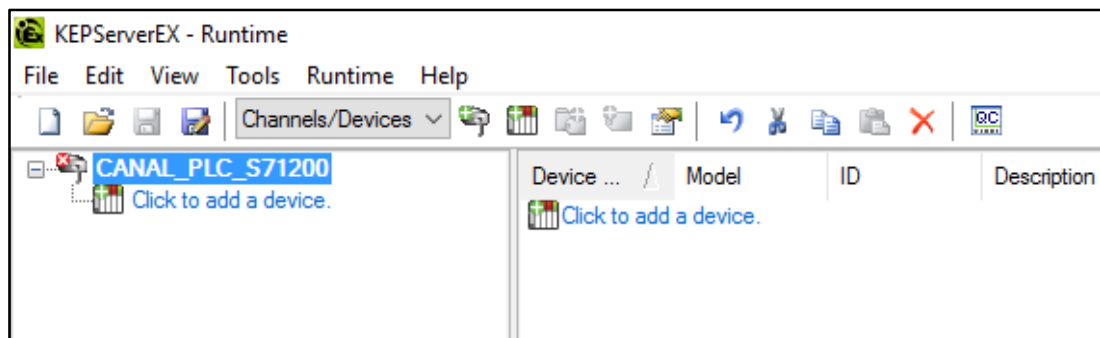 KEPServerEX - Runtime
File Edit View Tools Runtime Help
Channels/Devices QC
CANAL_PLC_S71200
Click to add a device.
Device ... / Model ID Description
Click to add a device.